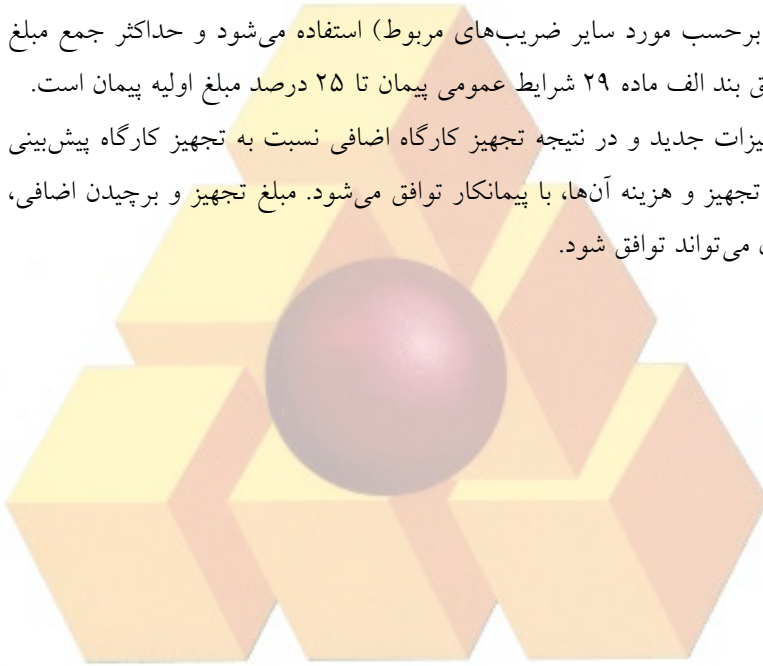 برحسب مورد سایر ضریب‌های مربوط) استفاده می‌شود و حداکثر جمع مبلغ
ق بند الف ماده ۲۹ شرایط عمومی پیمان تا ۲۵ درصد مبلغ اولیه پیمان است.
یزات جدید و در نتیجه تجهیز کارگاه اضافی نسبت به تجهیز کارگاه پیش‌بینی
تجهیز و هزینه آن‌ها، با پیمانکار توافق می‌شود. مبلغ تجهیز و برچیدن اضافی،
می‌تواند توافق شود.